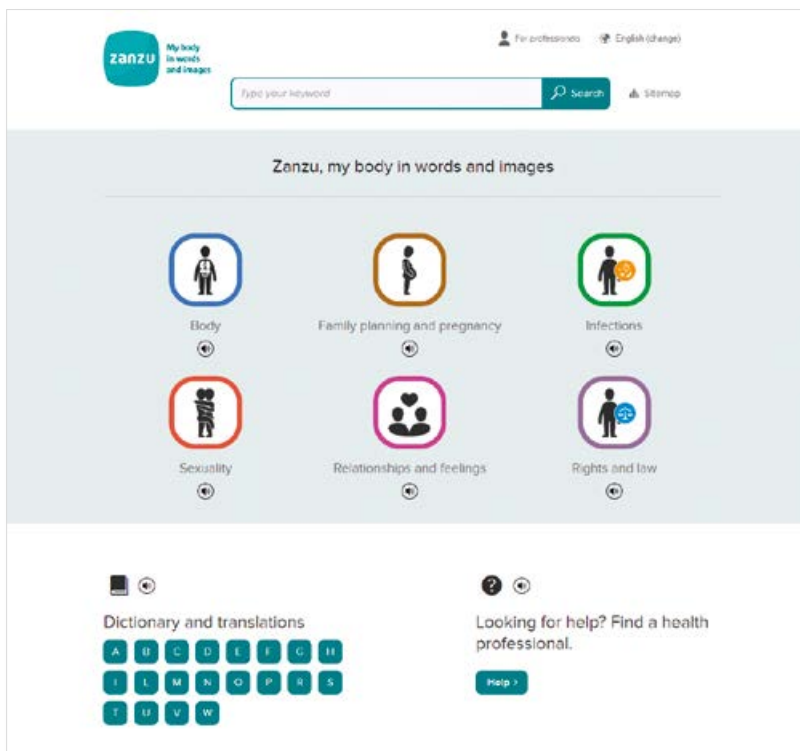 zanzu
My body
in words
and images
For professionals
English (change)
Type your keyword
Search
Sitemap
Zanzu, my body in words and images
Body
Family planning and pregnancy
Infections
Sexuality
Relationships and feelings
Rights and law
?
Dictionary and translations
Looking for help? Find a health
professional.
A B C D E F G H
I L M N O P R S
T U V W
Help >